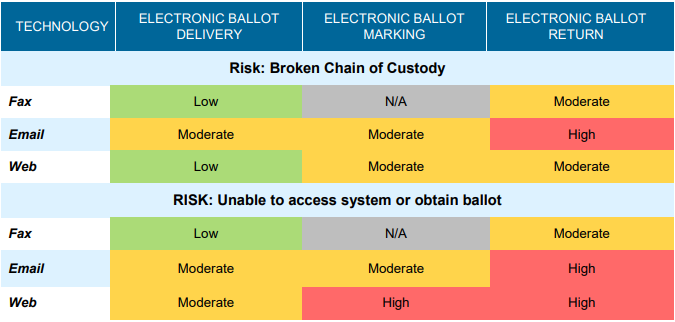 TECHNOLOGY ELECTRONIC BALLOT DELIVERY ELECTRONIC BALLOT MARKING ELECTRONIC BALLOT RETURN
Risk: Broken Chain of Custody
Fax Low N/A Moderate
Email Moderate Moderate High
Web Low Moderate Moderate
RISK: Unable to access system or obtain ballot
Fax Low N/A Moderate
Email Moderate Moderate High
Web Moderate High High